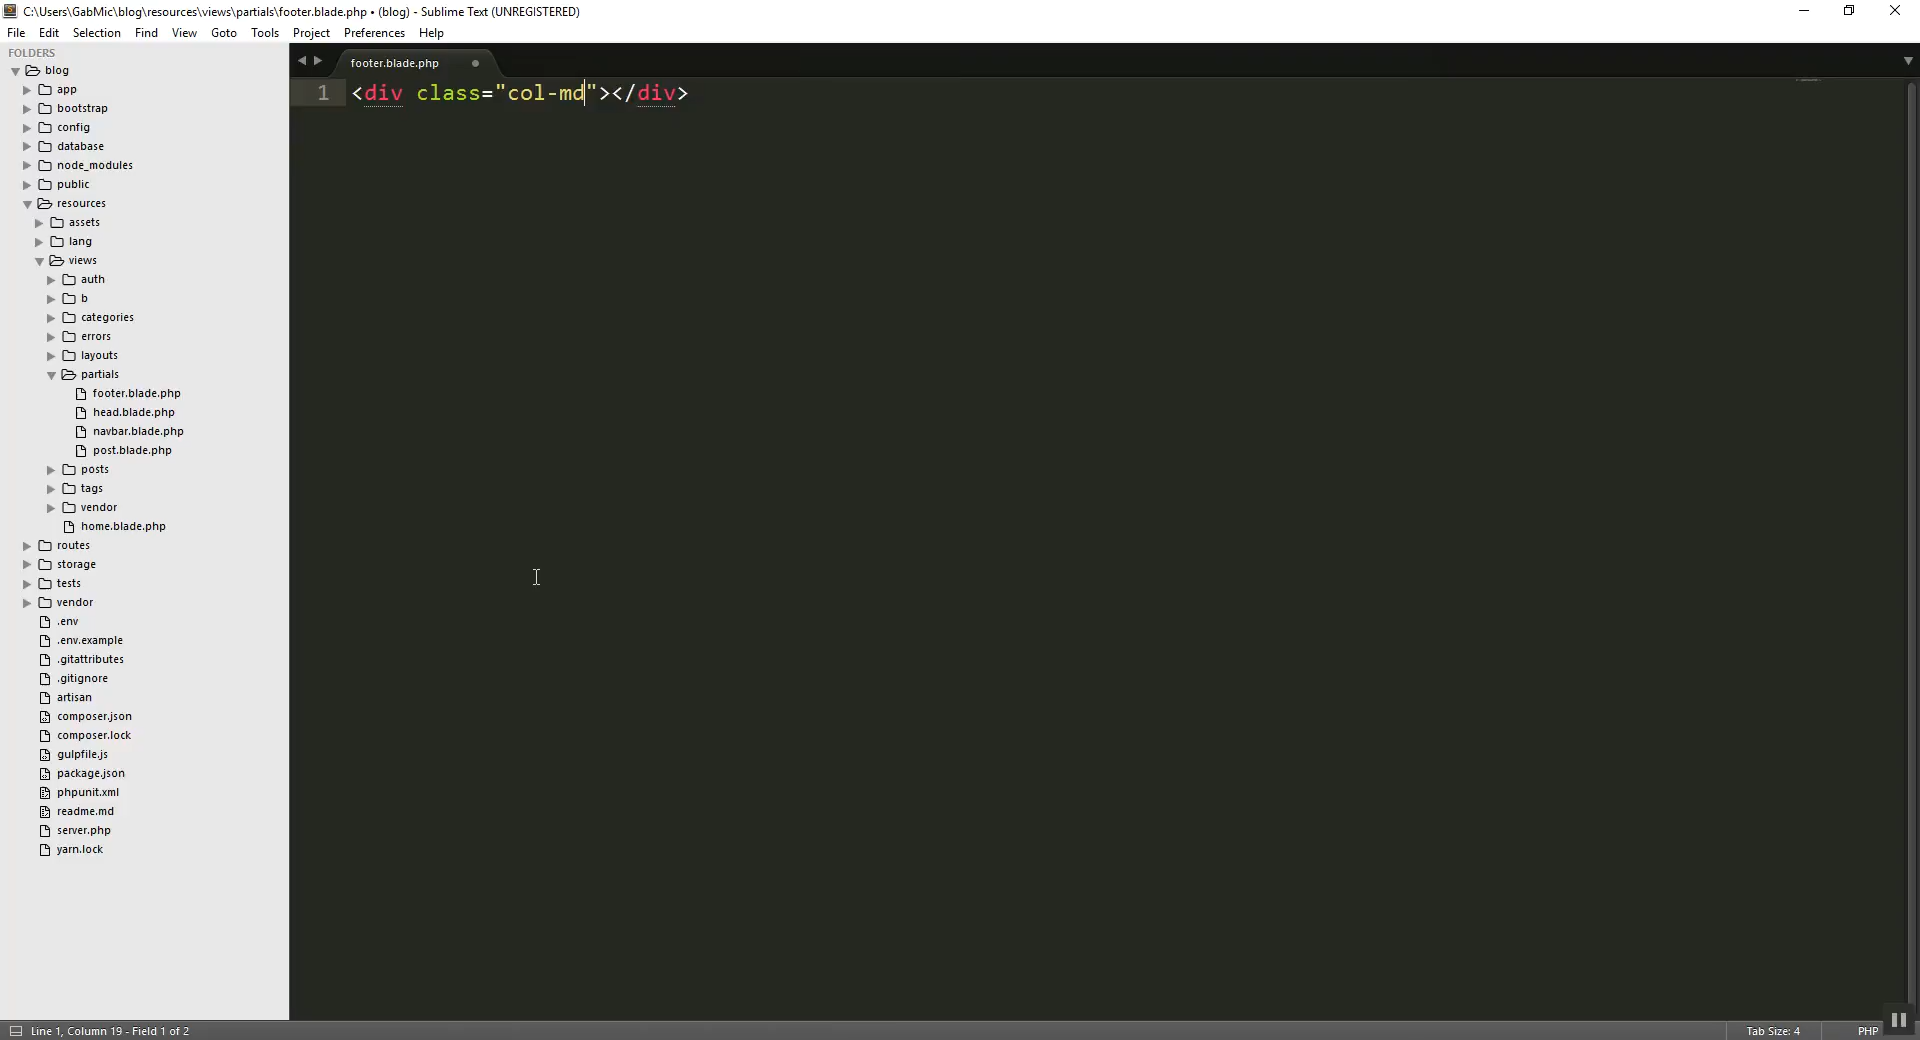 C:\Users\GabMic\blog\resources\views\partials\footer.blade.php • (blog) - Sublime Text (UNREGISTERED)
File Edit Selection Find View Goto Tools Project Preferences Help
FOLDERS
blog
app
bootstrap
config
database
node_modules
public
resources
assets
lang
views
auth
b
categories
errors
layouts
partials
footer.blade.php
head.blade.php
navbar.blade.php
post.blade.php
posts
tags
vendor
home.blade.php
routes
storage
tests
vendor
.env
.env.example
.gitattributes
.gitignore
artisan
composer.json
composer.lock
gulpfile.js
package.json
phpunit.xml
readme.md
server.php
yarn.lock
footer.blade.php
1 <div class="col-md"></div>
Line 1, Column 19 - Field 1 of 2
Tab Size: 4
PHP